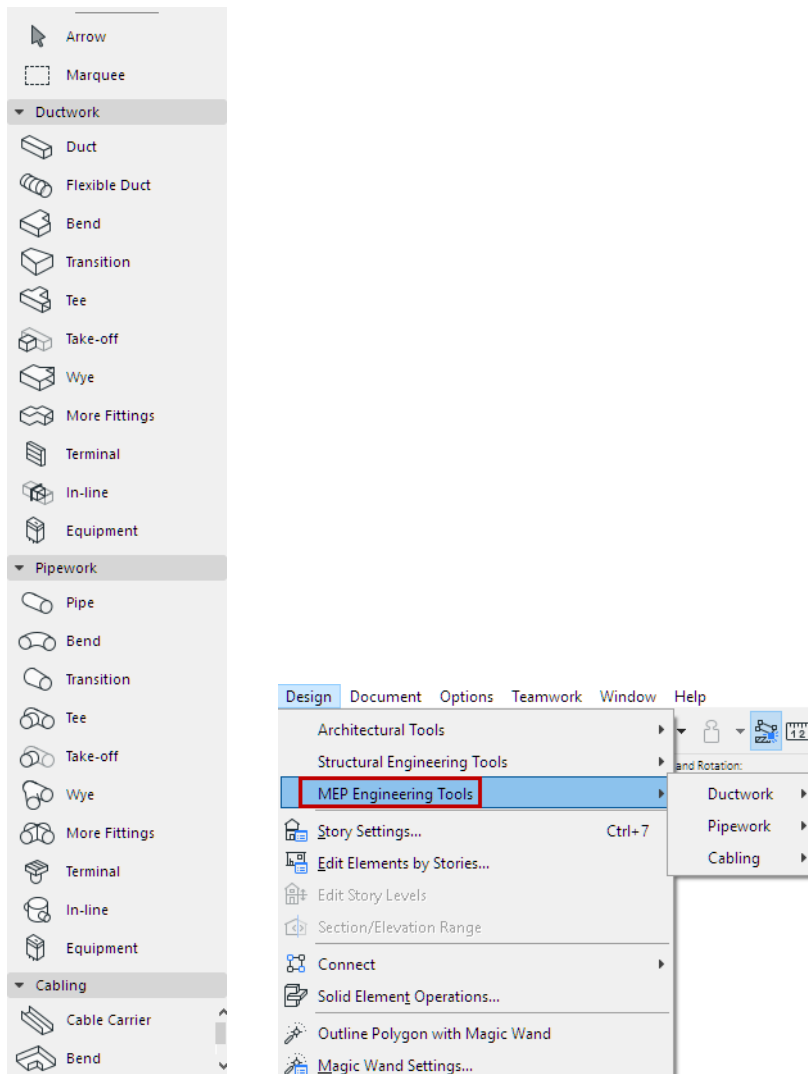 Arrow
Marquee
Ductwork
Duct
Flexible Duct
Bend
Transition
Tee
Take-off
Wye
More Fittings
Terminal
In-line
Equipment
Pipework
Pipe
Bend
Transition
Tee
Take-off
Wye
More Fittings
Terminal
In-line
Equipment
Cabling
Cable Carrier
Bend
Design Document Options Teamwork Window Help
Architectural Tools
Structural Engineering Tools
and Rotation:
MEP Engineering Tools
Ductwork
Pipework
Cabling
Story Settings... Ctrl+7
Edit Elements by Stories...
Edit Story Levels
Section/Elevation Range
Connect
Solid Element Operations...
Outline Polygon with Magic Wand
Magic Wand Settings...